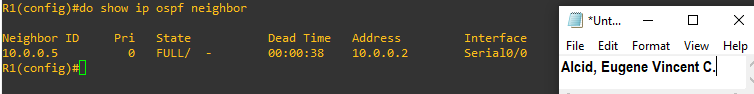 R1(config)#do show ip ospf neighbor
Neighbor ID     Pri   State           Dead Time   Address         Interface
10.0.0.5          0   FULL/  -        00:00:38    10.0.0.2        Serial0/0
R1(config)#
*Unt...
File  Edit  Format  View  H
Alcid, Eugene Vincent C.